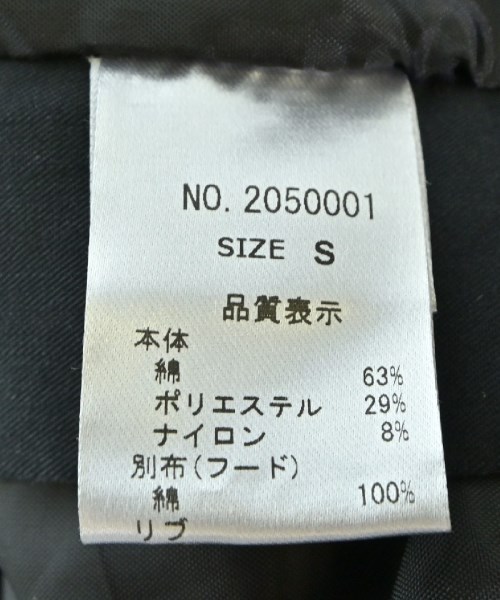 NO. 2050001
SIZE S
品質表示
本体
綿 63%
ポリエステル 29%
ナイロン 8%
別布(フード)
綿 100%
リブ